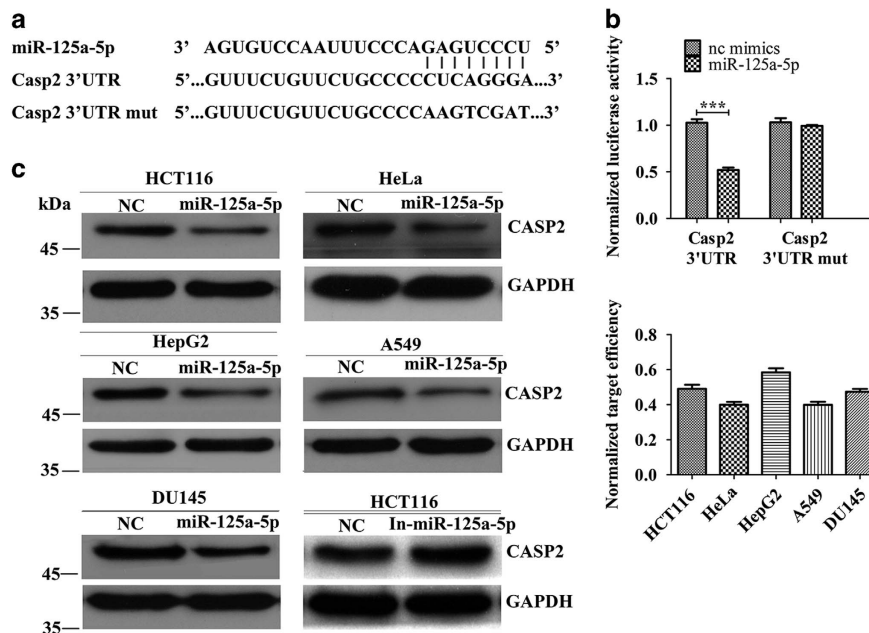 a
miR-125a-5p 3' AGUGUCCAAUUUCCCAGAGUCCCU 5'
Casp2 3'UTR 5'...GUUUCUGUUCUGCCCCCUCAGGGA...3'
Casp2 3'UTR mut 5'...GUUUCUGUUCUGCCCCAAGTCGAT...3'
b
nc mimics
miR-125a-5p
Normalized luciferase activity
1.5
1.0
0.5
0.0
***
Casp2 3'UTR
Casp2 3'UTR mut
Normalized target efficiency
0.8
0.6
0.4
0.2
0.0
HCT116
HeLa
HepG2
A549
DU145
c
kDa
HCT116
NC miR-125a-5p
45
35
HeLa
NC miR-125a-5p
CASP2
GAPDH
HepG2
NC miR-125a-5p
45
35
A549
NC miR-125a-5p
CASP2
GAPDH
DU145
NC miR-125a-5p
45
35
HCT116
NC In-miR-125a-5p
CASP2
GAPDH